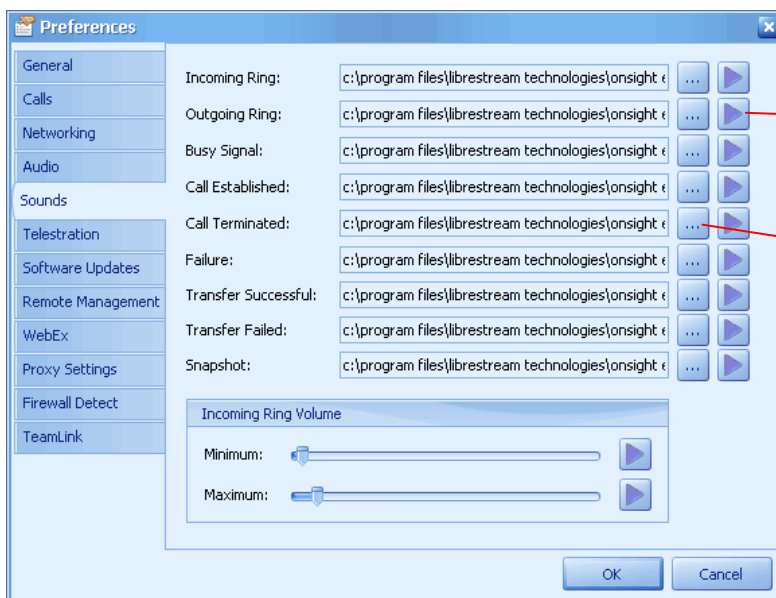 Preferences
General
Calls
Networking
Audio
Sounds
Telestration
Software Updates
Remote Management
WebEx
Proxy Settings
Firewall Detect
TeamLink
Incoming Ring: c:\program files\librestream technologies\onsight e ...
Outgoing Ring: c:\program files\librestream technologies\onsight e ...
Busy Signal: c:\program files\librestream technologies\onsight e ...
Call Established: c:\program files\librestream technologies\onsight e ...
Call Terminated: c:\program files\librestream technologies\onsight e ...
Failure: c:\program files\librestream technologies\onsight e ...
Transfer Successful: c:\program files\librestream technologies\onsight e ...
Transfer Failed: c:\program files\librestream technologies\onsight e ...
Snapshot: c:\program files\librestream technologies\onsight e ...
Incoming Ring Volume
Minimum:
Maximum:
OK Cancel